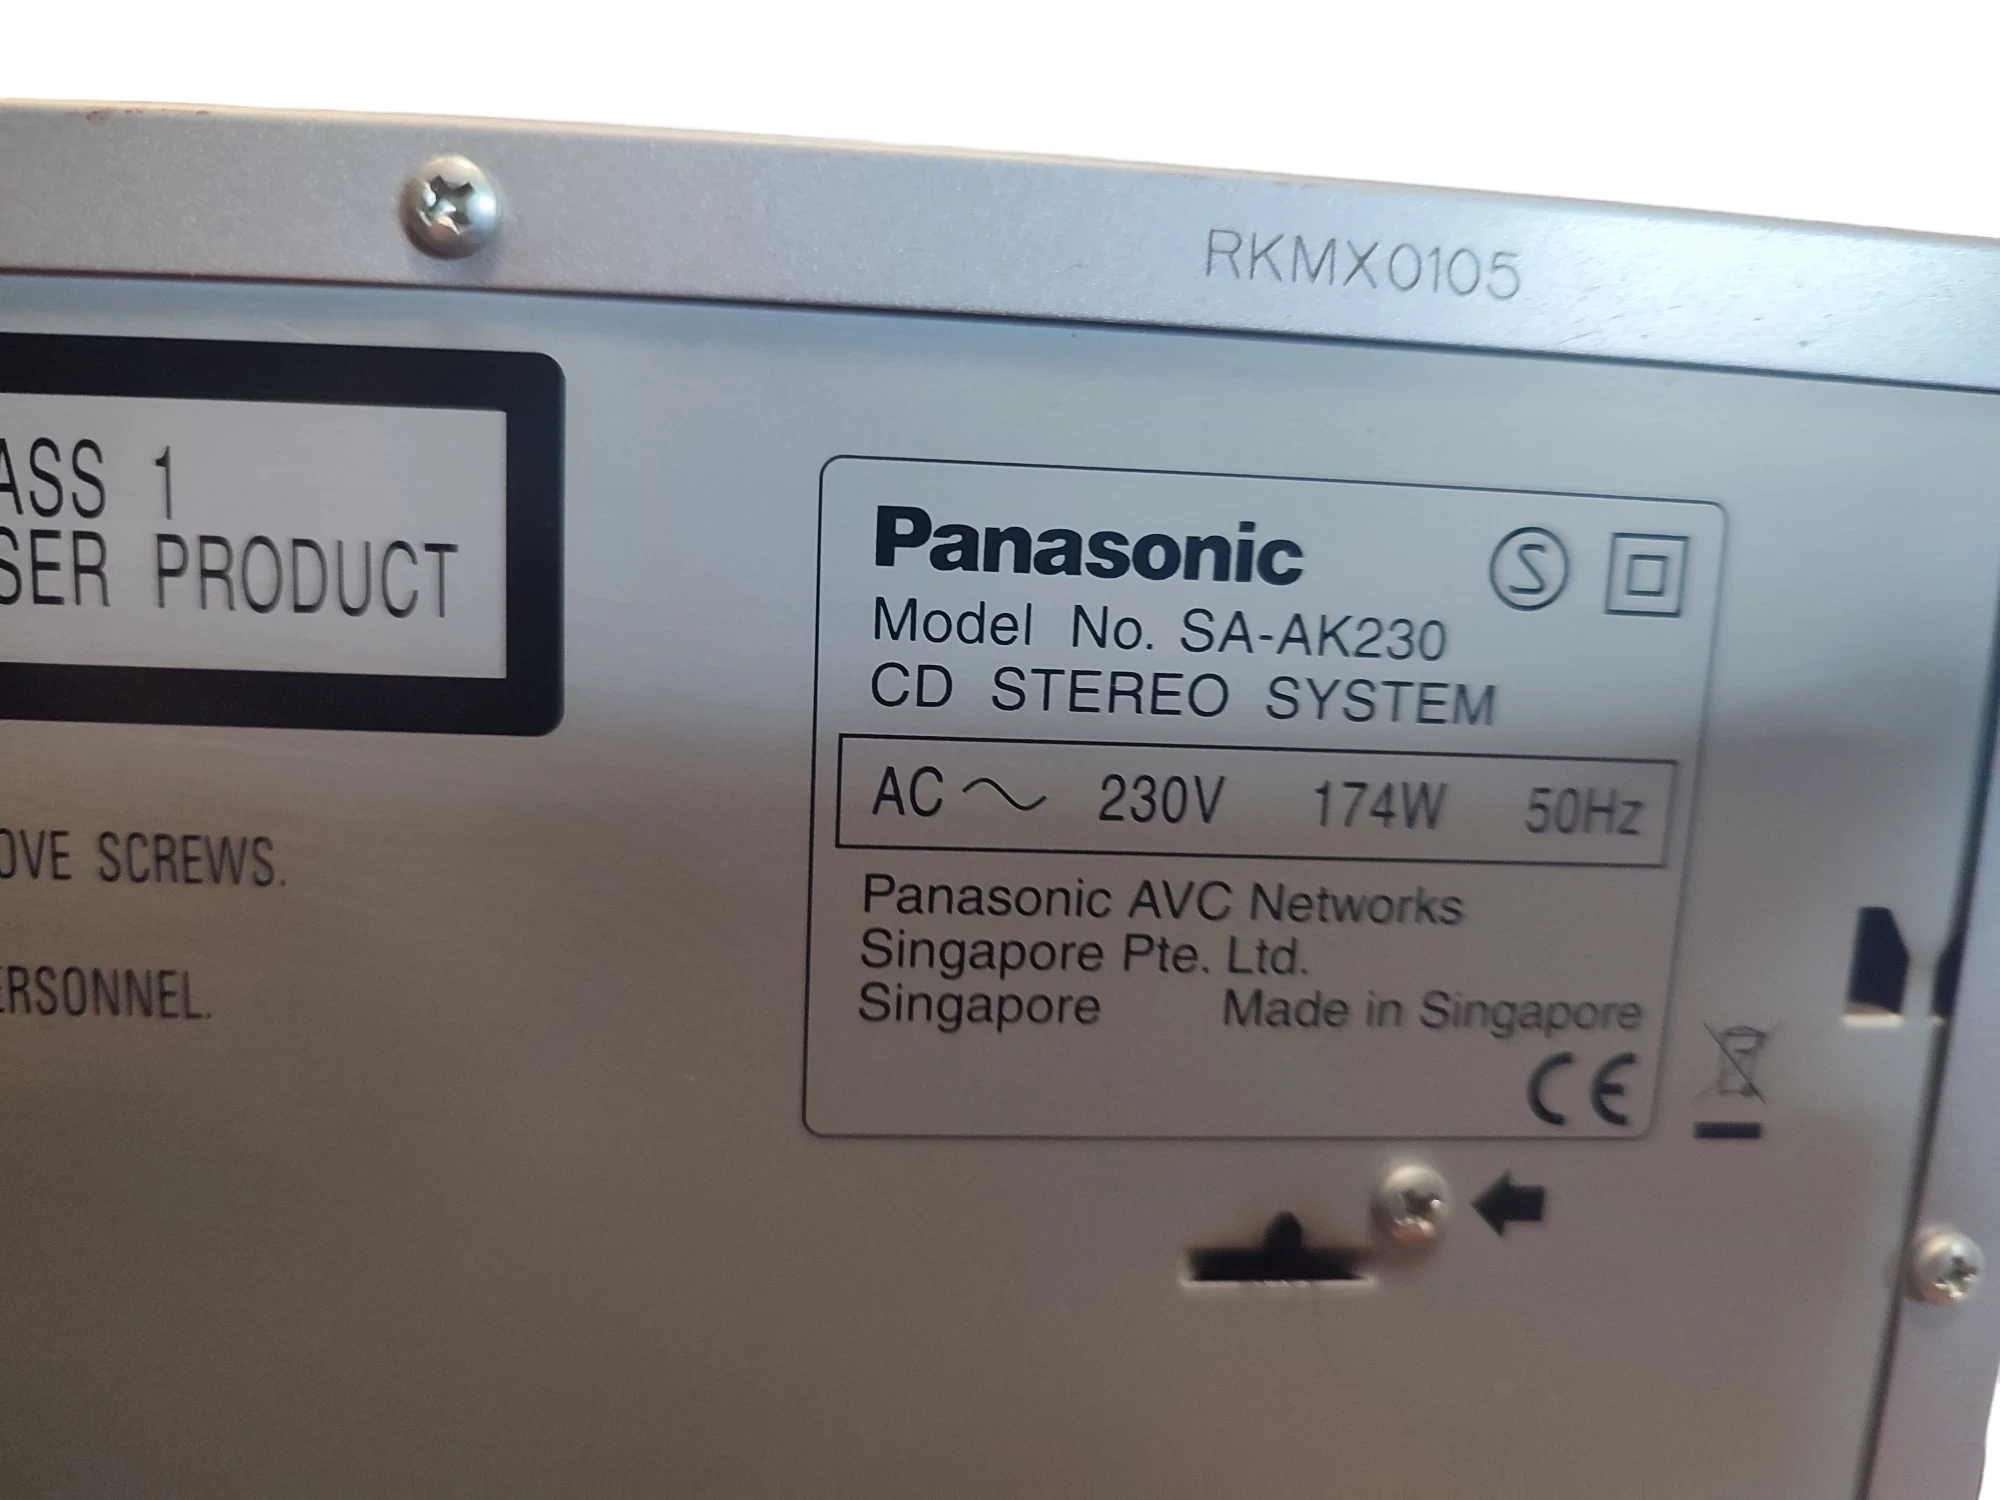 RKMX0105
ASS 1
SER PRODUCT
OVE SCREWS.
ERSONNEL.
Panasonic
Model No. SA-AK230
CD STEREO SYSTEM
AC ~ 230V 174W 50Hz
Panasonic AVC Networks
Singapore Pte. Ltd.
Singapore Made in Singapore
CE